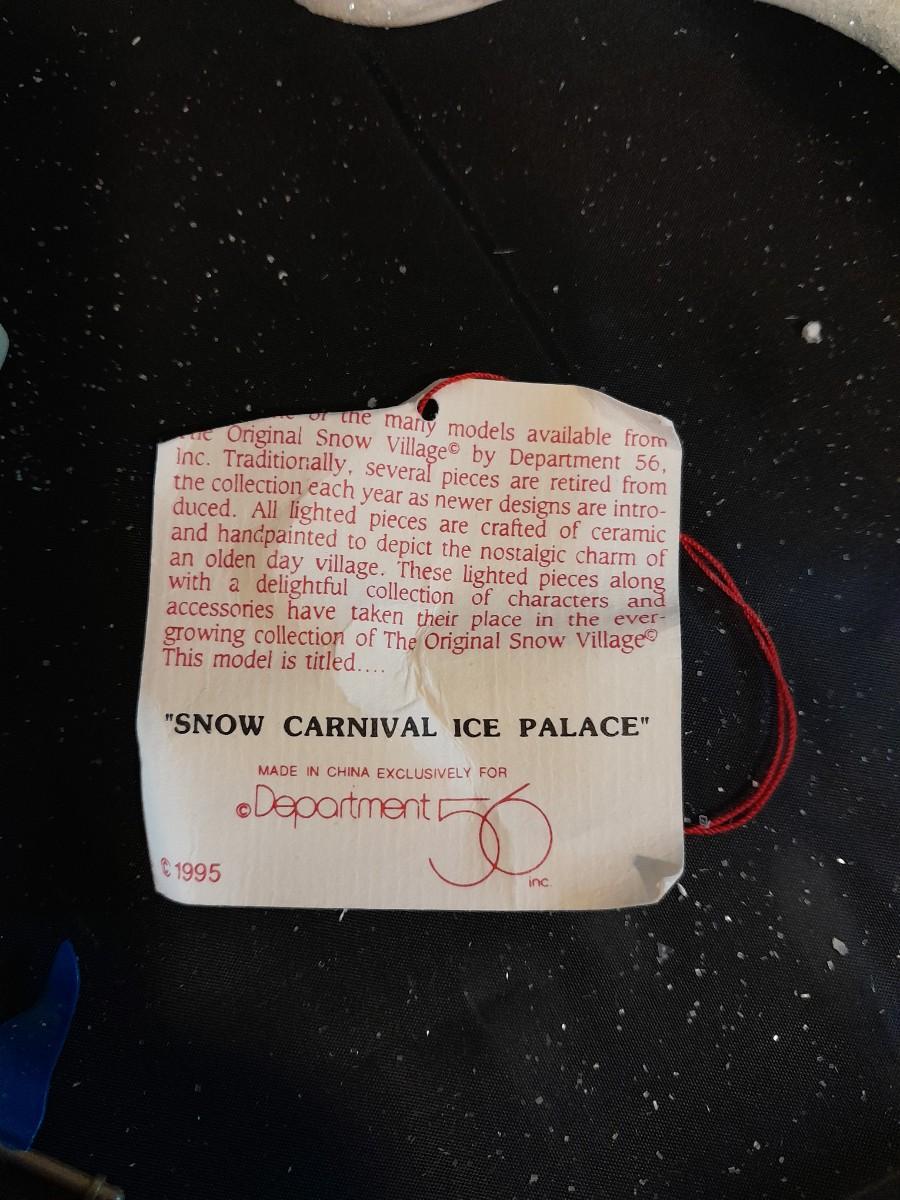 of the many models available from
The Original Snow Village© by Department 56,
Inc. Traditionally, several pieces are retired from
the collection each year as newer designs are intro-
duced. All lighted pieces are crafted of ceramic
and handpainted to depict the nostalgic charm of
an olden day village. These lighted pieces along
with a delightful collection of characters and
accessories have taken their place in the ever-
growing collection of The Original Snow Village©
This model is titled....
"SNOW CARNIVAL ICE PALACE"
MADE IN CHINA EXCLUSIVELY FOR
©Department 56
inc.
©1995